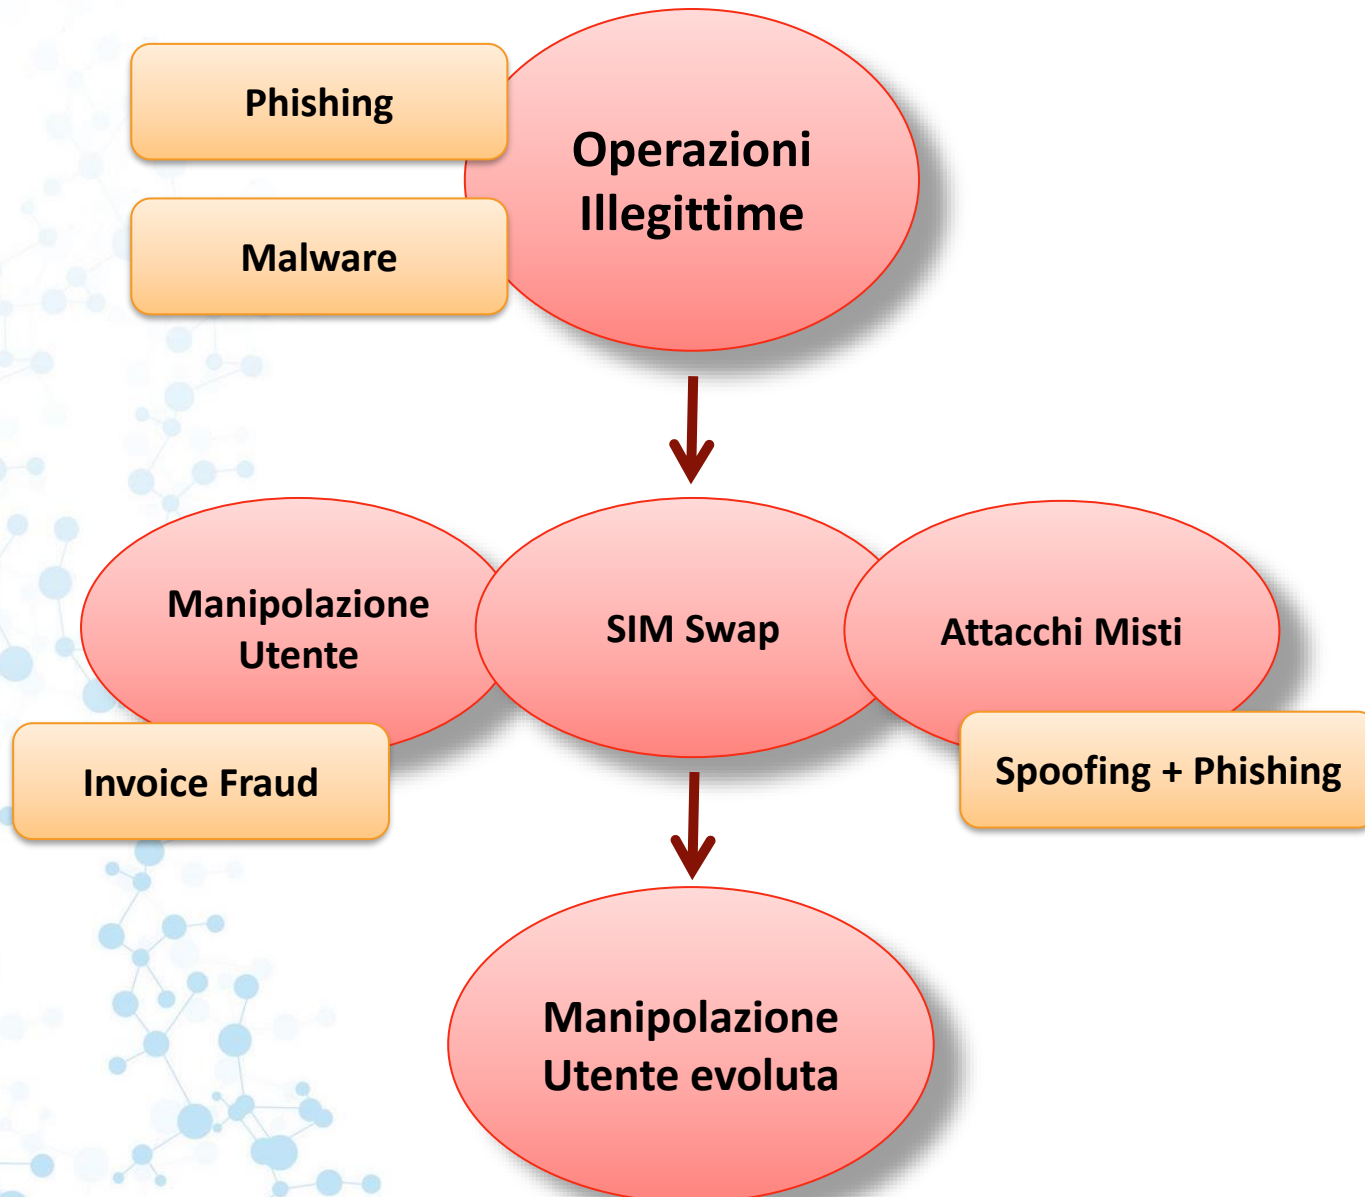 Phishing
Operazioni
Illegittime
Malware
Manipolazione
Utente
SIM Swap
Attacchi Misti
Invoice Fraud
Spoofing + Phishing
Manipolazione
Utente evoluta